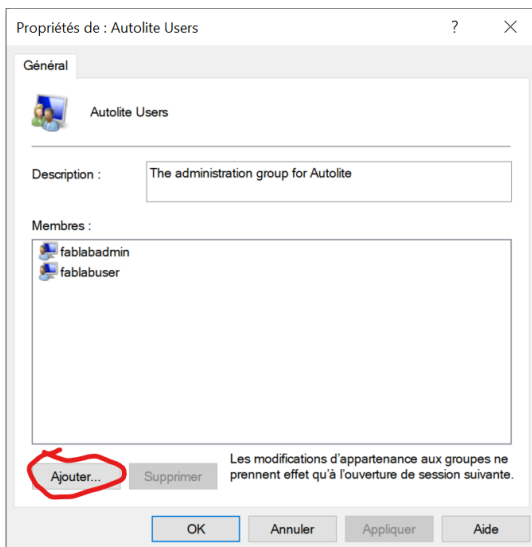 Propriétés de : Autolite Users
?
Général
Autolite Users
Description :
The administration group for Autolite
Membres :
fablabadmin
fablabuser
Ajouter...
Supprimer
Les modifications d'appartenance aux groupes ne
prennent effet qu'à l'ouverture de session suivante.
OK
Annuler
Appliquer
Aide